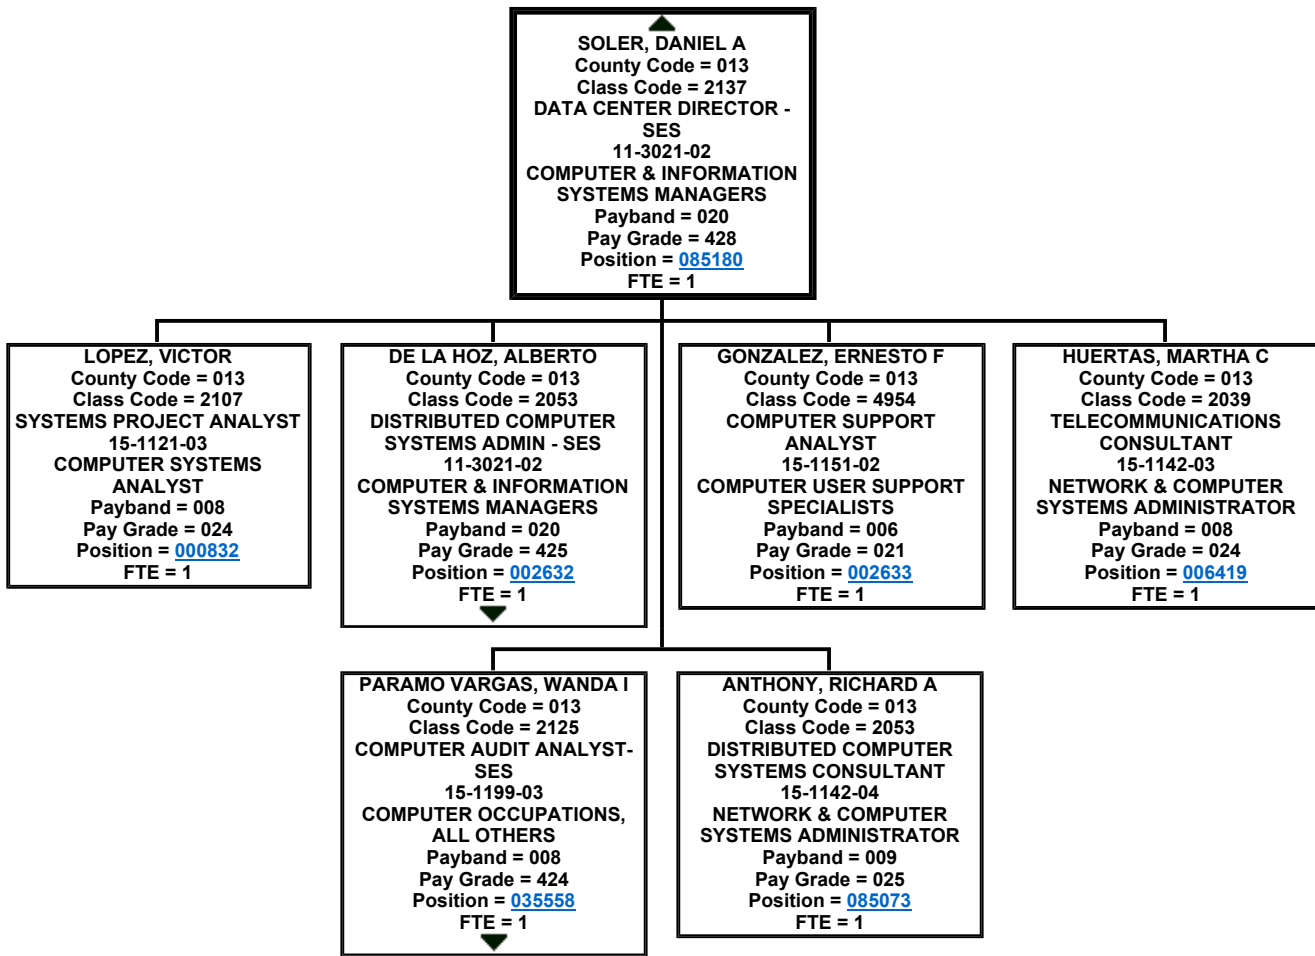 SOLER, DANIEL A
County Code = 013
Class Code = 2137
DATA CENTER DIRECTOR -
SES
11-3021-02
COMPUTER & INFORMATION
SYSTEMS MANAGERS
Payband = 020
Pay Grade = 428
Position = 085180
FTE = 1
LOPEZ, VICTOR
County Code = 013
Class Code = 2107
SYSTEMS PROJECT ANALYST
15-1121-03
COMPUTER SYSTEMS
ANALYST
Payband = 008
Pay Grade = 024
Position = 000832
FTE = 1
DE LA HOZ, ALBERTO
County Code = 013
Class Code = 2053
DISTRIBUTED COMPUTER
SYSTEMS ADMIN - SES
11-3021-02
COMPUTER & INFORMATION
SYSTEMS MANAGERS
Payband = 020
Pay Grade = 425
Position = 002632
FTE = 1
GONZALEZ, ERNESTO F
County Code = 013
Class Code = 4954
COMPUTER SUPPORT
ANALYST
15-1151-02
COMPUTER USER SUPPORT
SPECIALISTS
Payband = 006
Pay Grade = 021
Position = 002633
FTE = 1
HUERTAS, MARTHA C
County Code = 013
Class Code = 2039
TELECOMMUNICATIONS
CONSULTANT
15-1142-03
NETWORK & COMPUTER
SYSTEMS ADMINISTRATOR
Payband = 008
Pay Grade = 024
Position = 006419
FTE = 1
PARAMO VARGAS, WANDA I
County Code = 013
Class Code = 2125
COMPUTER AUDIT ANALYST-
SES
15-1199-03
COMPUTER OCCUPATIONS,
ALL OTHERS
Payband = 008
Pay Grade = 424
Position = 035558
FTE = 1
ANTHONY, RICHARD A
County Code = 013
Class Code = 2053
DISTRIBUTED COMPUTER
SYSTEMS CONSULTANT
15-1142-04
NETWORK & COMPUTER
SYSTEMS ADMINISTRATOR
Payband = 009
Pay Grade = 025
Position = 085073
FTE = 1